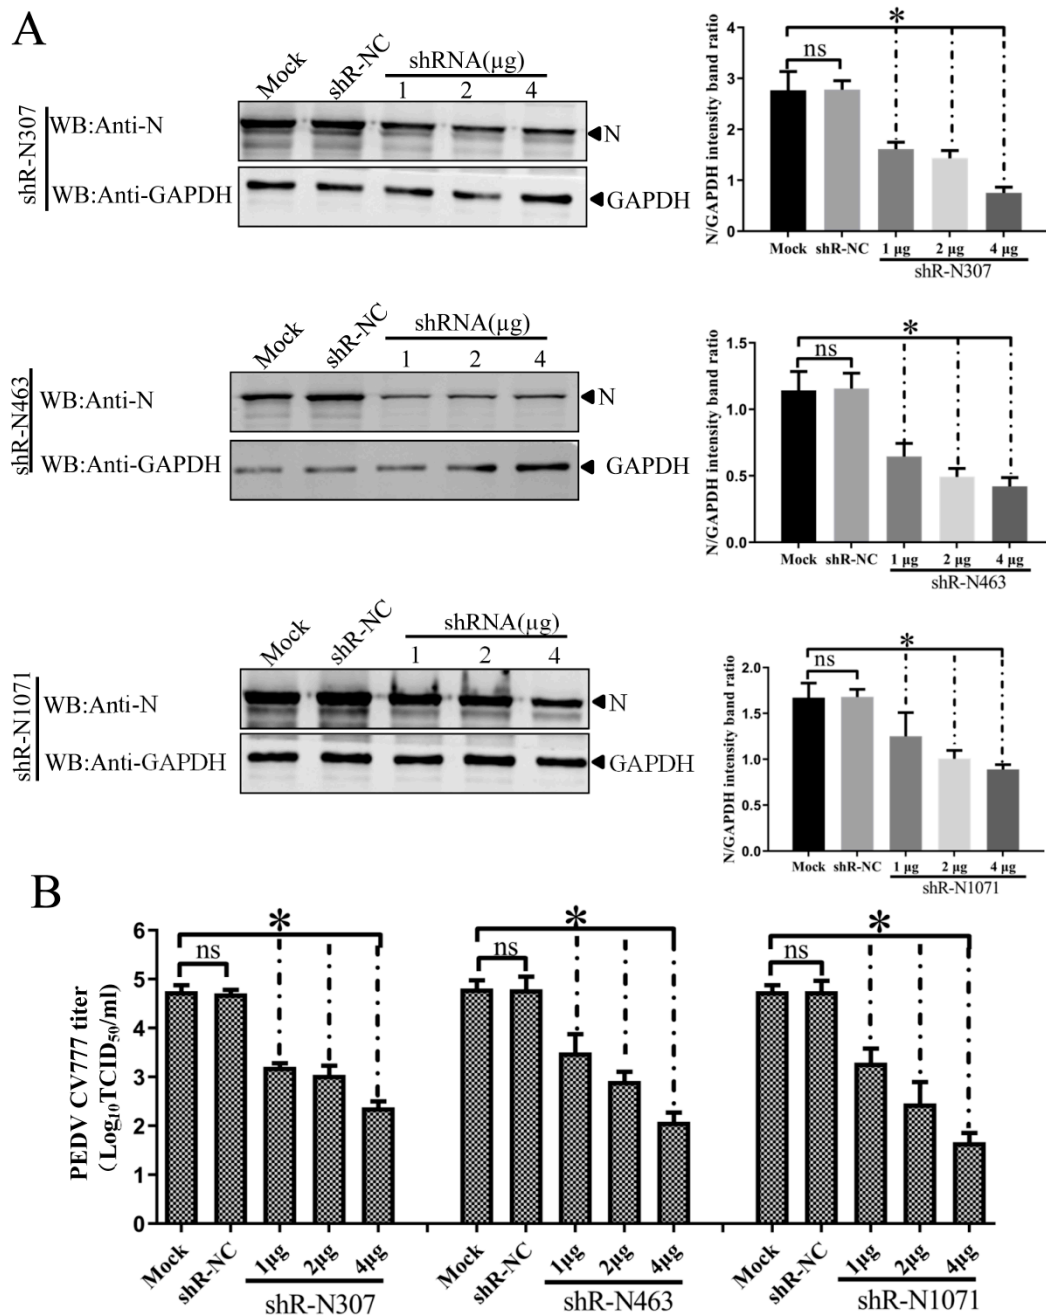 A
Mock
shR-NC
shRNA(µg)
1 2 4
shR-N307
WB:Anti-N
N
WB:Anti-GAPDH
GAPDH
N/GAPDH intensity band ratio
4
3
2
1
0
*
ns
Mock shR-NC 1 µg 2 µg 4 µg
shR-N307
Mock
shR-NC
shRNA(µg)
1 2 4
shR-N463
WB:Anti-N
N
WB:Anti-GAPDH
GAPDH
N/GAPDH intensity band ratio
1.5
1.0
0.5
0.0
*
ns
Mock shR-NC 1 µg 2 µg 4 µg
shR-N463
Mock
shR-NC
shRNA(µg)
1 2 4
shR-N1071
WB:Anti-N
N
WB:Anti-GAPDH
GAPDH
N/GAPDH intensity band ratio
2.0
1.5
1.0
0.5
0.0
*
ns
Mock shR-NC 1 µg 2 µg 4 µg
shR-N1071
B
PEDV CV777 titer
(Log10TCID50/ml)
6
5
4
3
2
1
0
*
ns
*
ns
*
ns
Mock shR-NC 1µg 2µg 4µg
shR-N307
Mock shR-NC 1µg 2µg 4µg
shR-N463
Mock shR-NC 1µg 2µg 4µg
shR-N1071